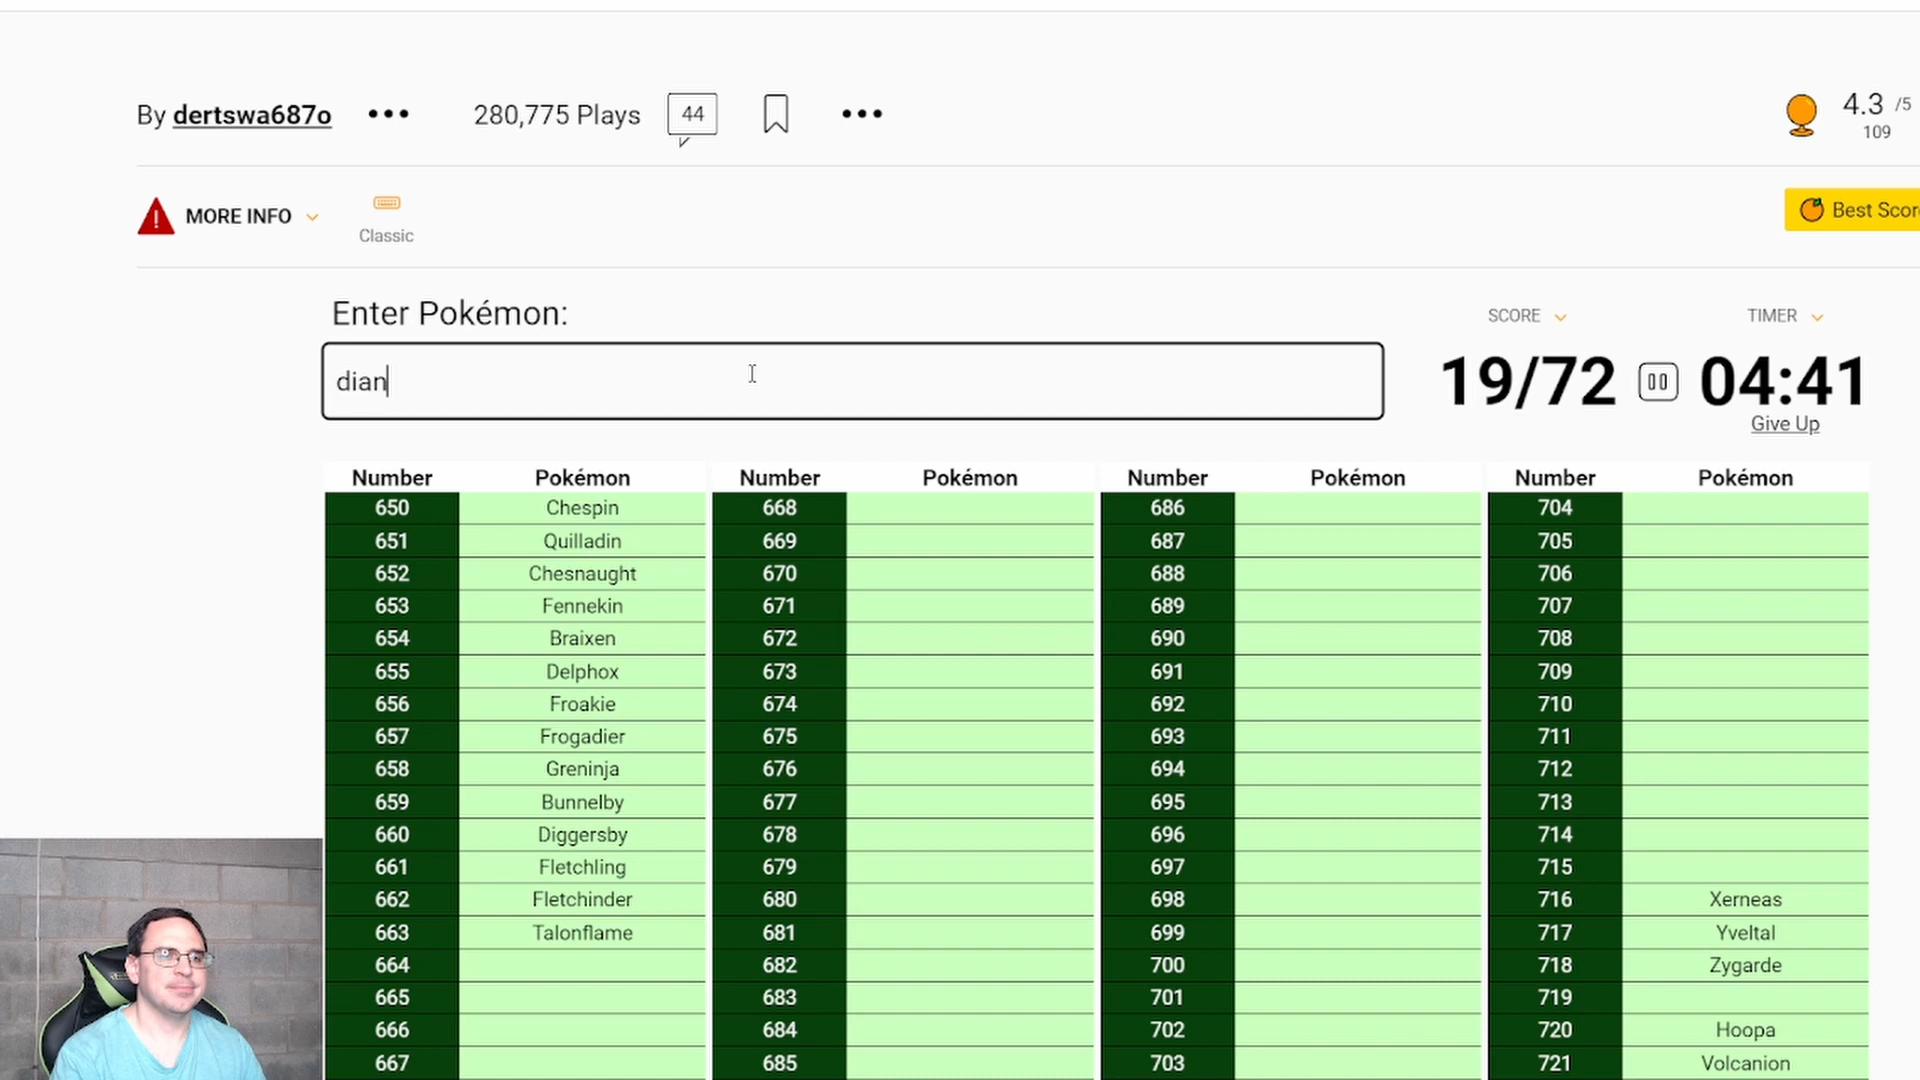 By dertswa687o ••• 280,775 Plays 44 ••• 4.3 /5
109
MORE INFO Classic Best Scor
Enter Pokémon: SCORE TIMER
dian 19/72 04:41
Give Up
Number Pokémon Number Pokémon Number Pokémon Number Pokémon
650 Chespin 668 686 704
651 Quilladin 669 687 705
652 Chesnaught 670 688 706
653 Fennekin 671 689 707
654 Braixen 672 690 708
655 Delphox 673 691 709
656 Froakie 674 692 710
657 Frogadier 675 693 711
658 Greninja 676 694 712
659 Bunnelby 677 695 713
660 Diggersby 678 696 714
661 Fletchling 679 697 715
662 Fletchinder 680 698 716 Xerneas
663 Talonflame 681 699 717 Yveltal
664 682 700 718 Zygarde
665 683 701 719
666 684 702 720 Hoopa
667 685 703 721 Volcanion